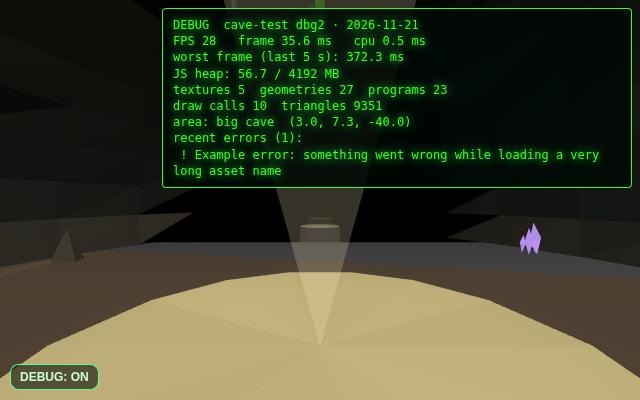 DEBUG  cave-test dbg2 · 2026-11-21
FPS 28   frame 35.6 ms   cpu 0.5 ms
worst frame (last 5 s): 372.3 ms
JS heap: 56.7 / 4192 MB
textures 5  geometries 27  programs 23
draw calls 10  triangles 9351
area: big cave  (3.0, 7.3, -40.0)
recent errors (1):
 ! Example error: something went wrong while loading a very
long asset name
DEBUG: ON